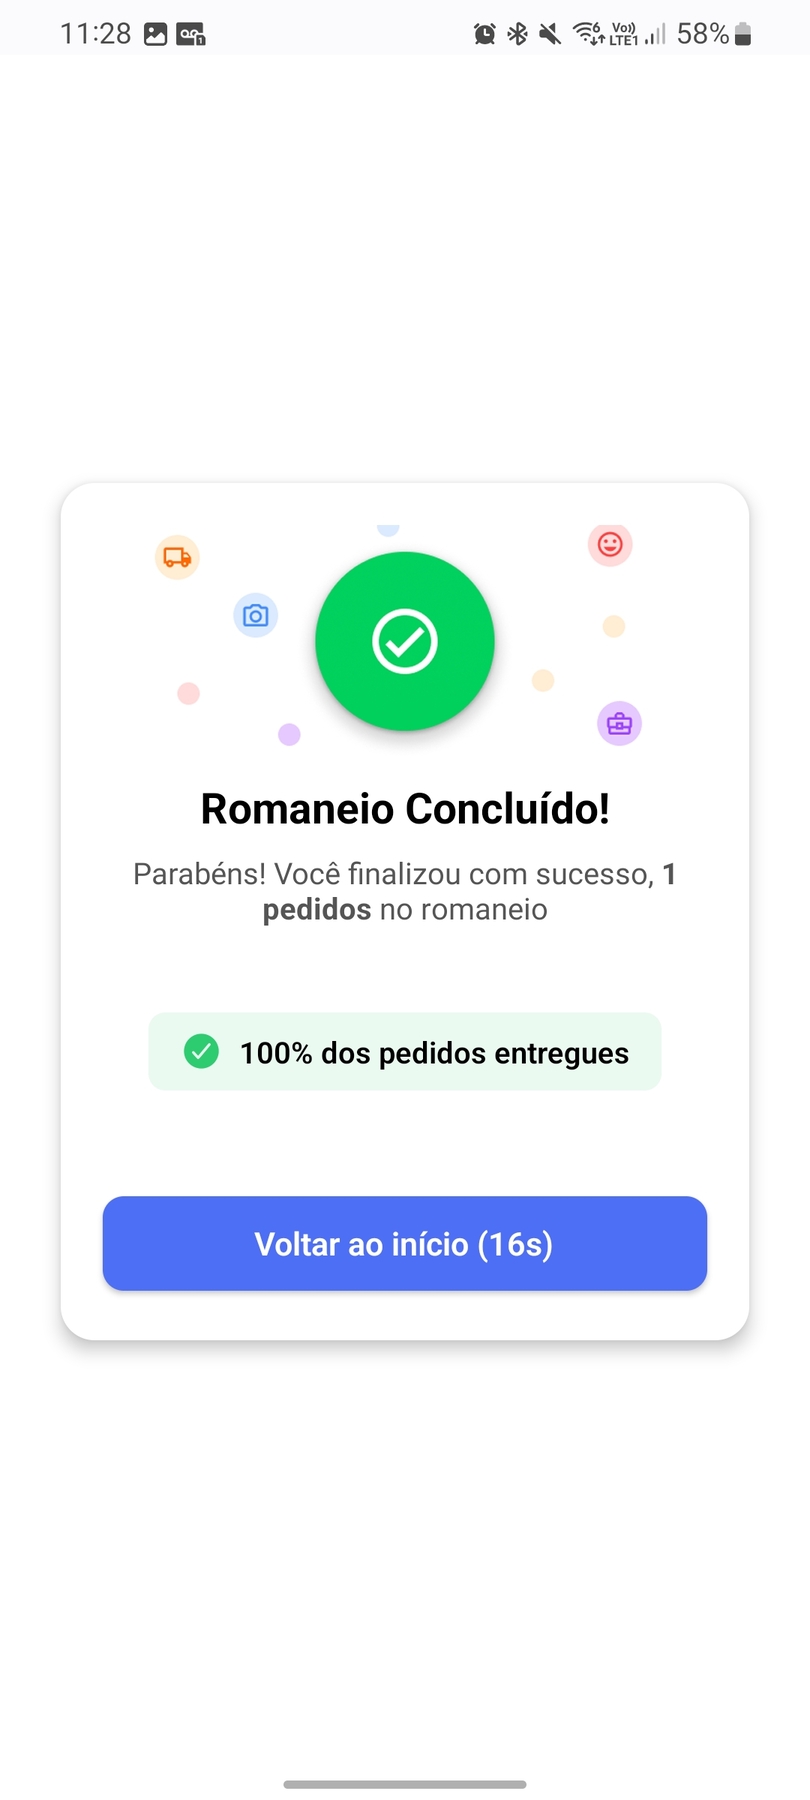 11:28
Vo))
LTE1
58%
Romaneio Concluído!
Parabéns! Você finalizou com sucesso, 1
pedidos no romaneio
100% dos pedidos entregues
Voltar ao início (16s)